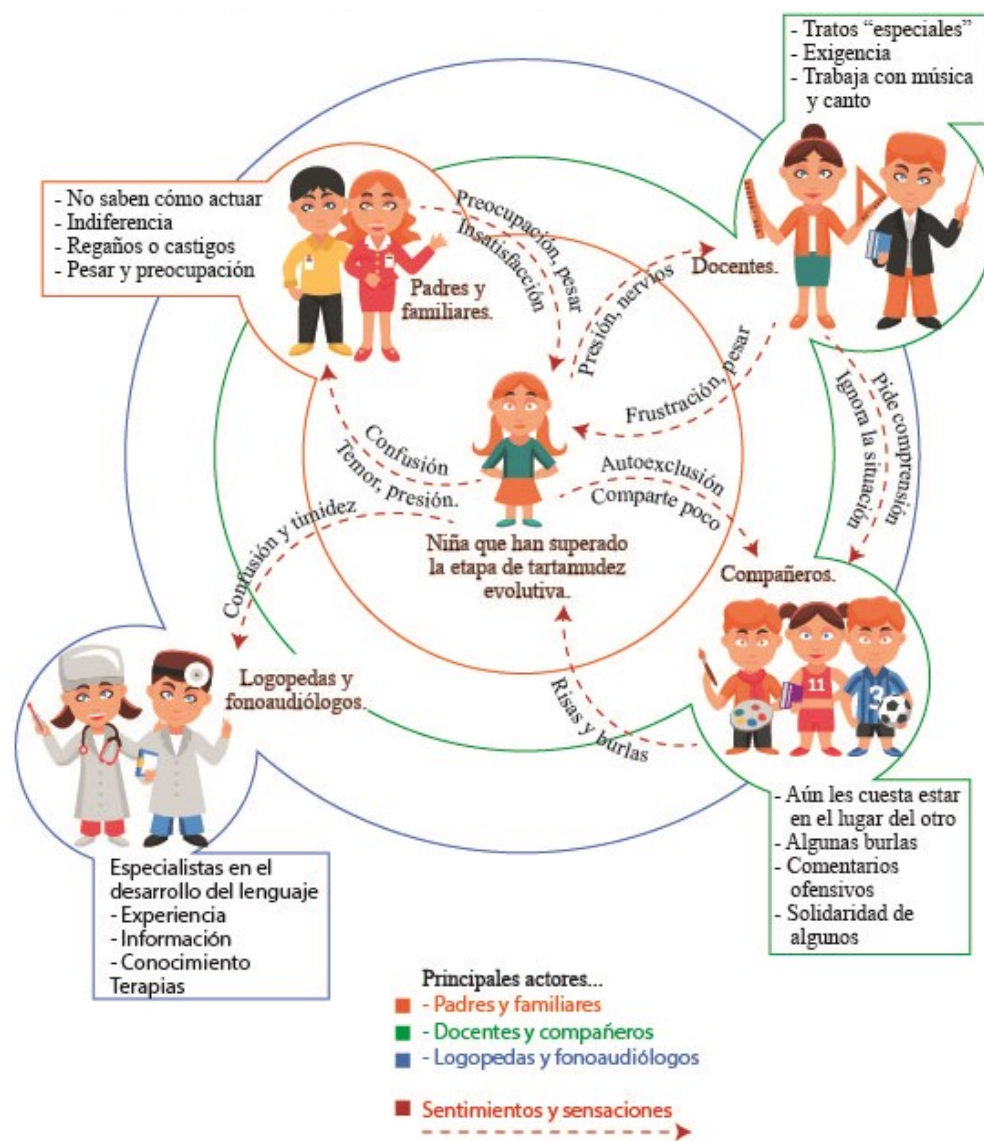 - Tratos “especiales”
- Exigencia
- Trabaja con música
y canto
- No saben cómo actuar
- Indiferencia
- Regaños o castigos
- Pesar y preocupación
Padres y
familiares.
Preocupación, pesar
Insatisfacción
Presión, nervios
Docentes.
Frustración, pesar
Pide comprensión
Ignora la situación
Confusión
Temor, presión.
Autoexclusión
Comparte poco
Niña que han superado
la etapa de tartamudez
evolutiva.
Compañeros.
Confusión y timidez
Logopedas y
fonoaudiólogos.
Risas y burlas
11
3
Especialistas en el
desarrollo del lenguaje
- Experiencia
- Información
- Conocimiento
Terapias
- Aún les cuesta estar
en el lugar del otro
- Algunas burlas
- Comentarios
ofensivos
- Solidaridad de
algunos
Principales actores...
- Padres y familiares
- Docentes y compañeros
- Logopedas y fonoaudiólogos
Sentimientos y sensaciones